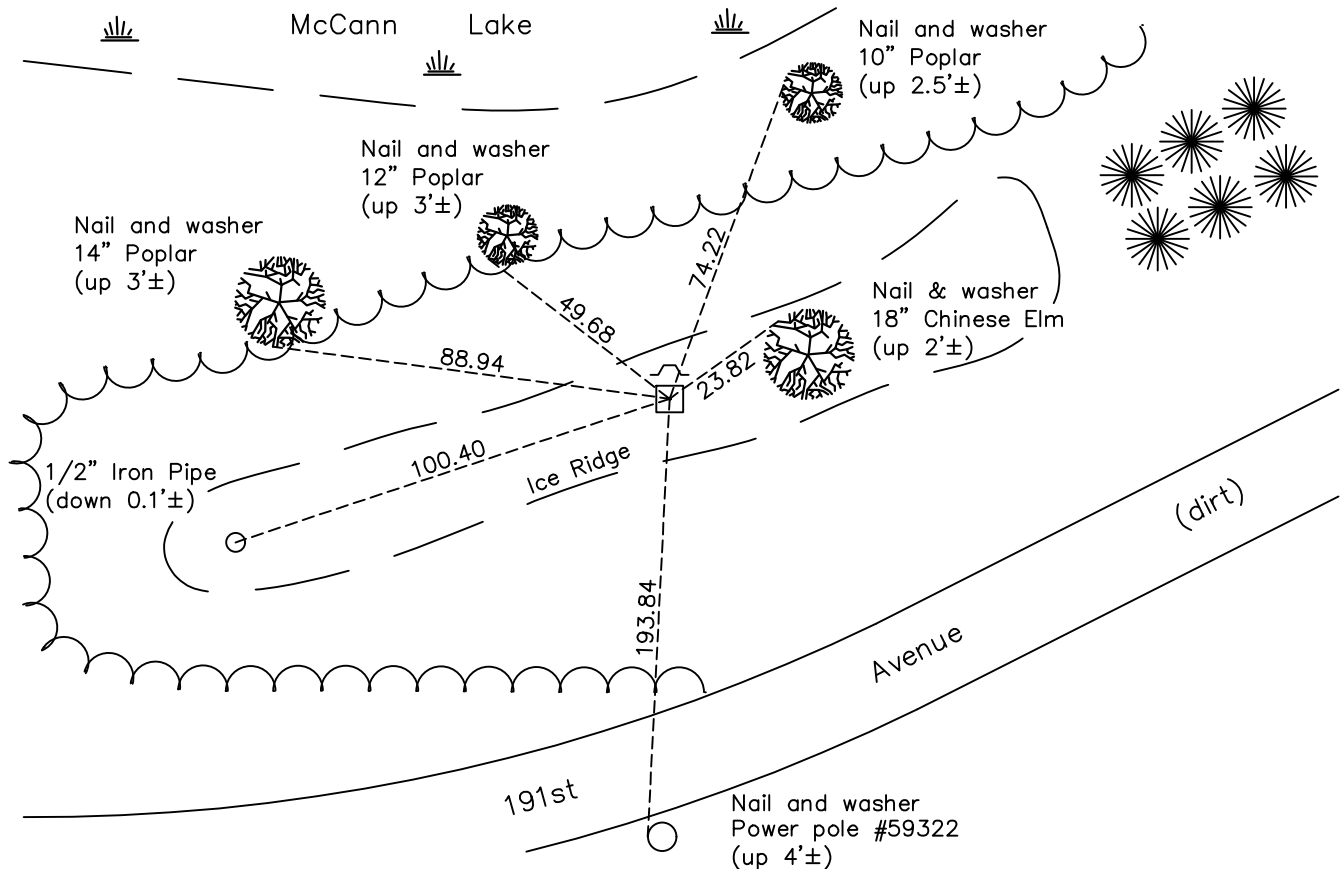 McCann Lake
Nail and washer
10” Poplar
(up 2.5'±)
Nail and washer
12” Poplar
(up 3'±)
Nail and washer
14” Poplar
(up 3'±)
74.22
49.68
Nail & washer
18” Chinese Elm
(up 2'±)
88.94
23.82
100.40
1/2” Iron Pipe
(down 0.1'±)
Ice Ridge
(dirt)
193.84
191st Avenue
Nail and washer
Power pole #59322
(up 4'±)